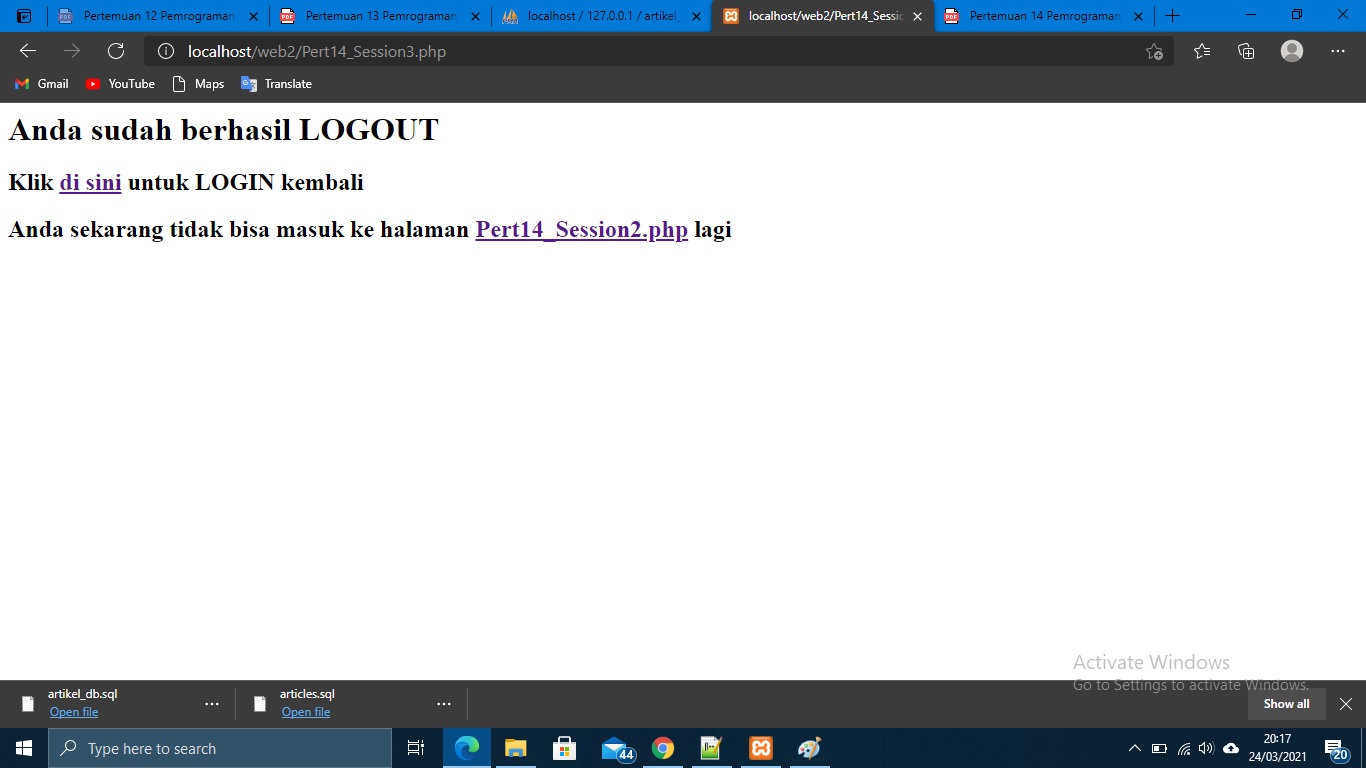 Pertemuan 12 Pemrograman
Pertemuan 13 Pemrograman
localhost / 127.0.0.1 / artikel_
localhost/web2/Pert14_Sessio
Pertemuan 14 Pemrograman
localhost/web2/Pert14_Session3.php
Gmail YouTube Maps Translate
Anda sudah berhasil LOGOUT
Klik di sini untuk LOGIN kembali
Anda sekarang tidak bisa masuk ke halaman Pert14_Session2.php lagi
Activate Windows
Go to Settings to activate Windows.
artikel_db.sql
Open file
articles.sql
Open file
Show all
Type here to search
44
20:17
24/03/2021
20